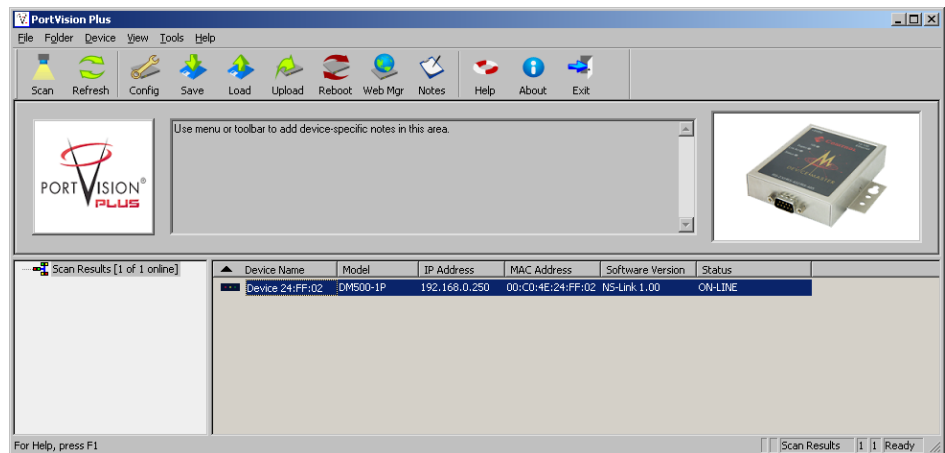 PortVision Plus
File Folder Device View Tools Help
Scan Refresh Config Save Load Upload Reboot Web Mgr Notes Help About Exit
PORTVISION®
PLUS
Use menu or toolbar to add device-specific notes in this area.
DEVICEMASTER
Scan Results [1 of 1 online]
Device Name Model IP Address MAC Address Software Version Status
Device 24:FF:02 DM500-1P 192.168.0.250 00:C0:4E:24:FF:02 NS-Link 1.00 ON-LINE
For Help, press F1
Scan Results 1 1 Ready